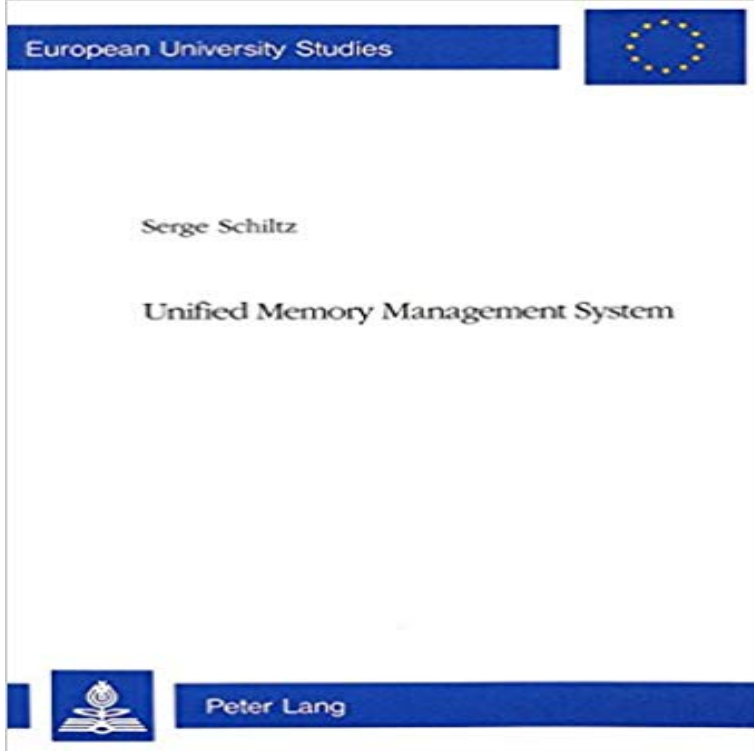 European University Studies
Serge Schiltz
Unified Memory Management System
Peter Lang